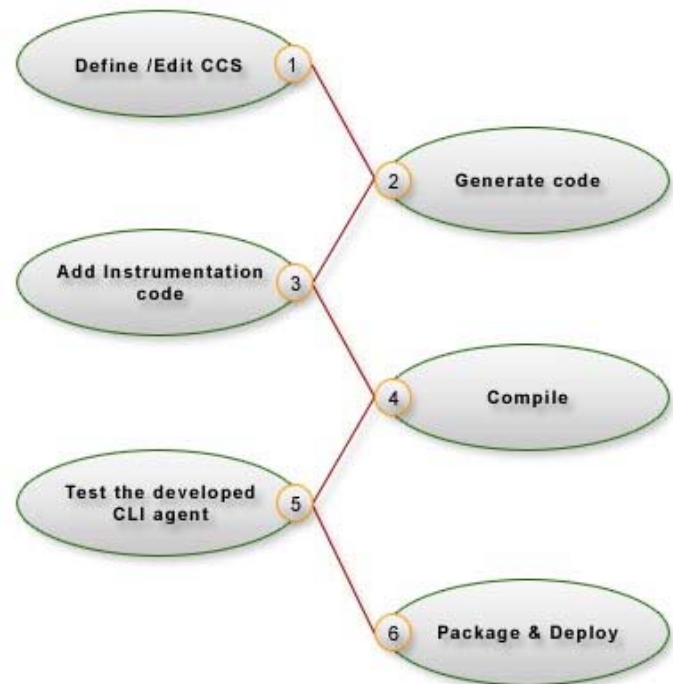 Define /Edit CCS
1
2
Generate code
Add Instrumentation
code
3
4
Compile
Test the developed
CLI agent
5
6
Package & Deploy